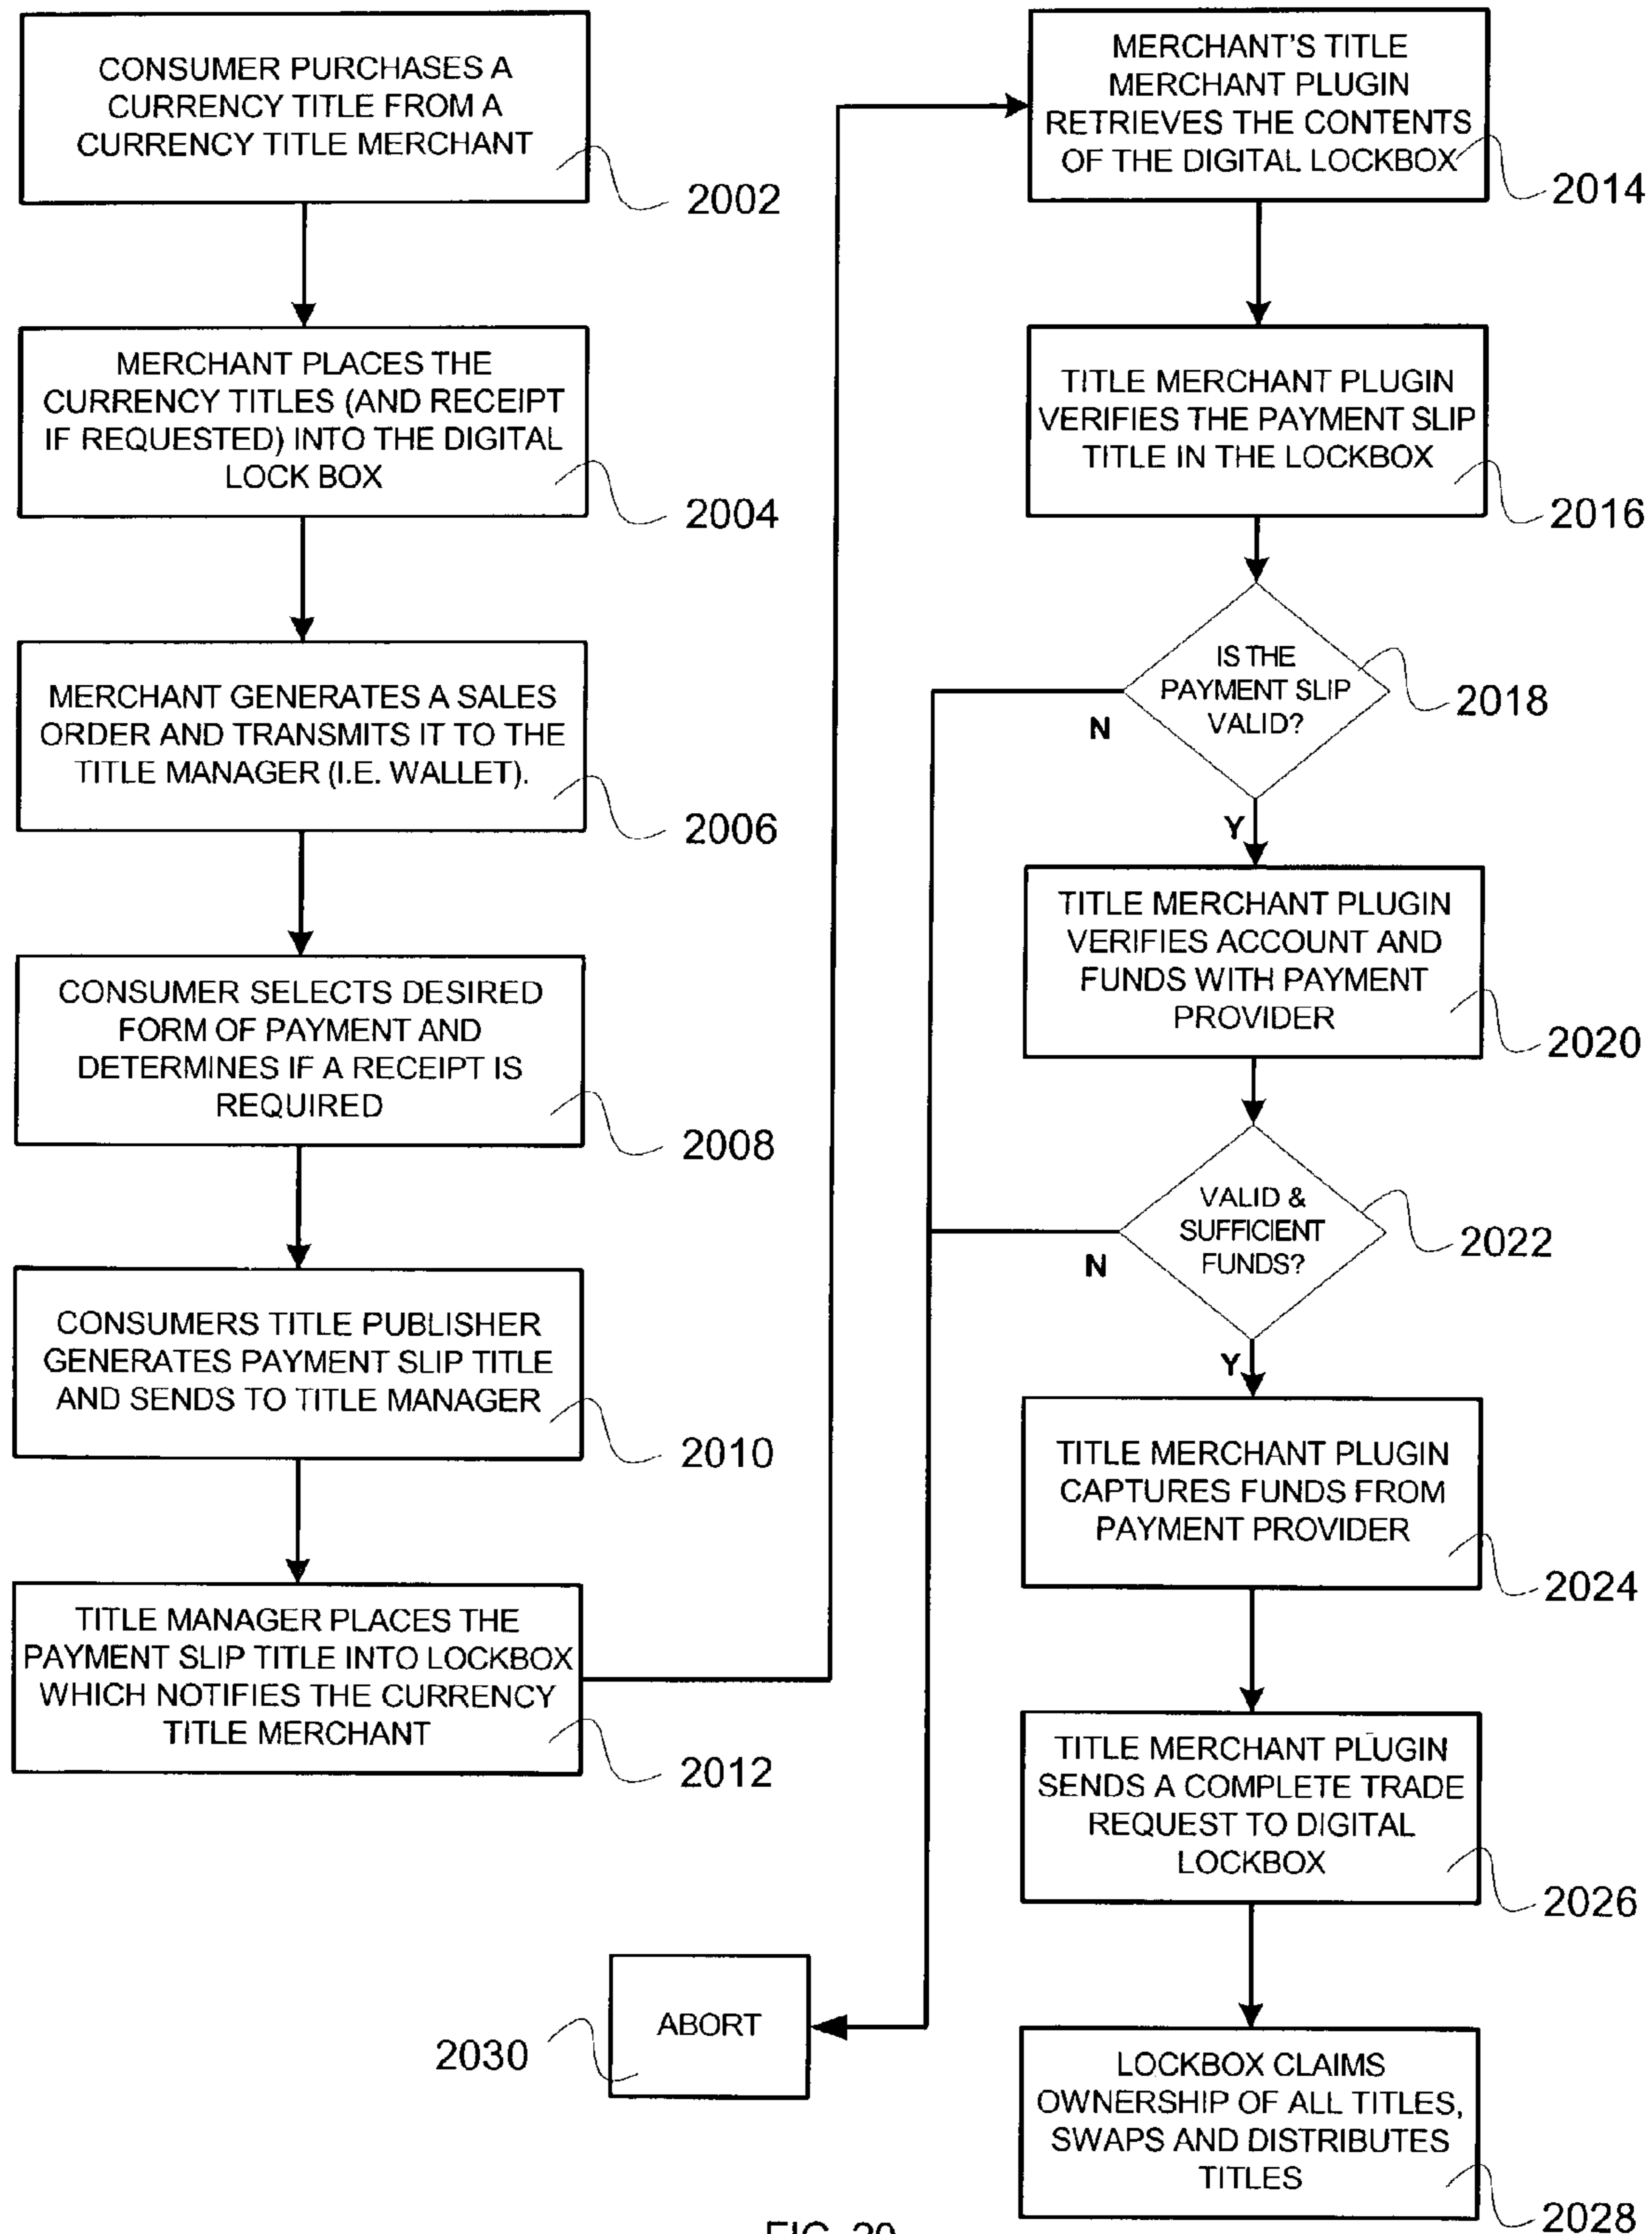 CONSUMER PURCHASES A
CURRENCY TITLE FROM A
CURRENCY TITLE MERCHANT
2002
MERCHANT PLACES THE
CURRENCY TITLES (AND RECEIPT
IF REQUESTED) INTO THE DIGITAL
LOCK BOX
2004
MERCHANT GENERATES A SALES
ORDER AND TRANSMITS IT TO THE
TITLE MANAGER (I.E. WALLET).
2006
CONSUMER SELECTS DESIRED
FORM OF PAYMENT AND
DETERMINES IF A RECEIPT IS
REQUIRED
2008
CONSUMERS TITLE PUBLISHER
GENERATES PAYMENT SLIP TITLE
AND SENDS TO TITLE MANAGER
2010
TITLE MANAGER PLACES THE
PAYMENT SLIP TITLE INTO LOCKBOX
WHICH NOTIFIES THE CURRENCY
TITLE MERCHANT
2012
MERCHANT'S TITLE
MERCHANT PLUGIN
RETRIEVES THE CONTENTS
OF THE DIGITAL LOCKBOX
2014
TITLE MERCHANT PLUGIN
VERIFIES THE PAYMENT SLIP
TITLE IN THE LOCKBOX
2016
IS THE
PAYMENT SLIP
VALID?
2018
N
Y
TITLE MERCHANT PLUGIN
VERIFIES ACCOUNT AND
FUNDS WITH PAYMENT
PROVIDER
2020
VALID &
SUFFICIENT
FUNDS?
2022
N
Y
TITLE MERCHANT PLUGIN
CAPTURES FUNDS FROM
PAYMENT PROVIDER
2024
TITLE MERCHANT PLUGIN
SENDS A COMPLETE TRADE
REQUEST TO DIGITAL
LOCKBOX
2026
LOCKBOX CLAIMS
OWNERSHIP OF ALL TITLES,
SWAPS AND DISTRIBUTES
TITLES
2028
ABORT
2030
FIG. 20